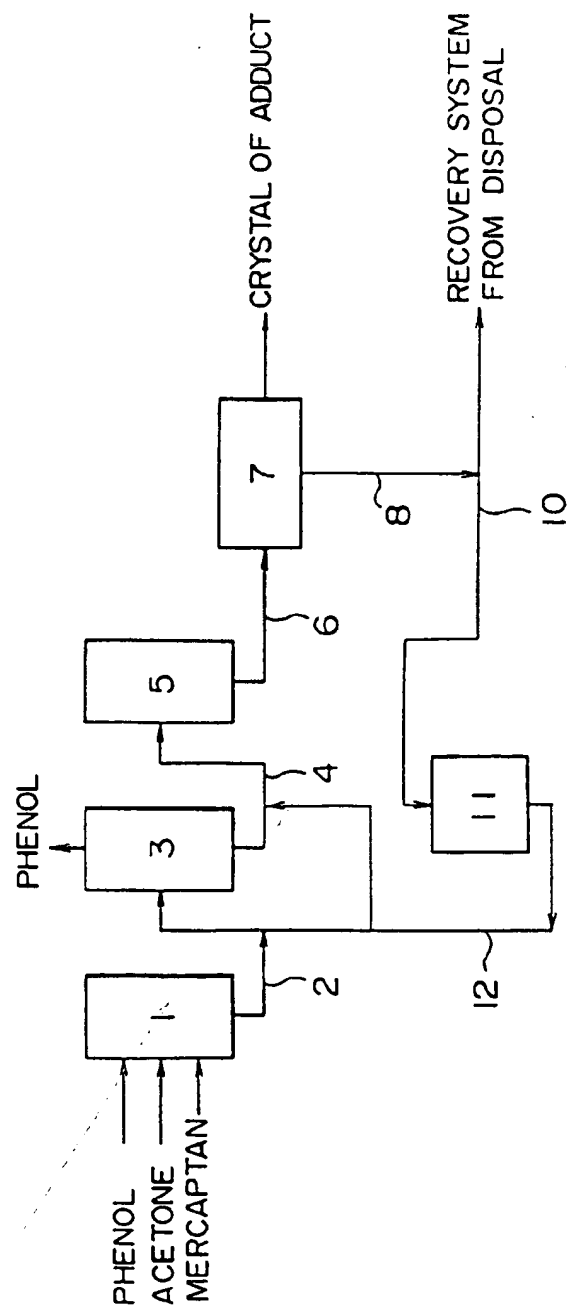 PHENOL
ACETONE
MERCAPTAN
1
2
PHENOL
3
4
5
6
7
CRYSTAL OF ADDUCT
8
10
RECOVERY SYSTEM
FROM DISPOSAL
11
12